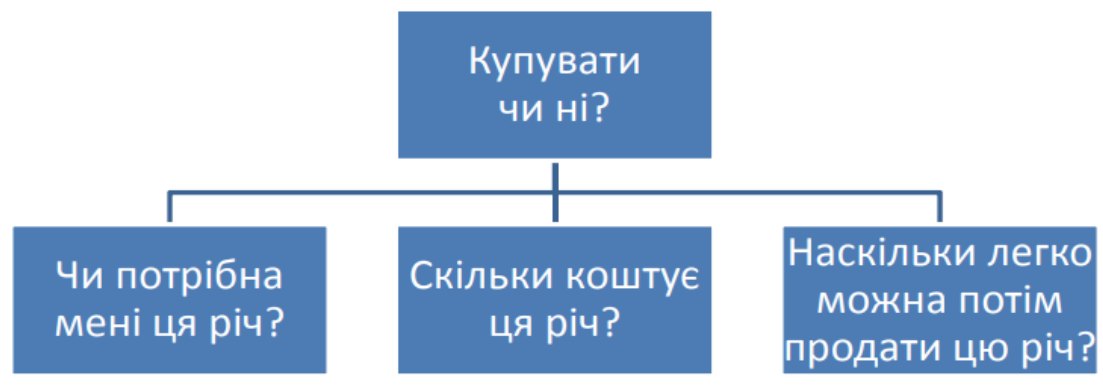 Купувати
чи ні?
Чи потрібна
мені ця річ?
Скільки коштує
ця річ?
Наскільки легко
можна потім
продати цю річ?